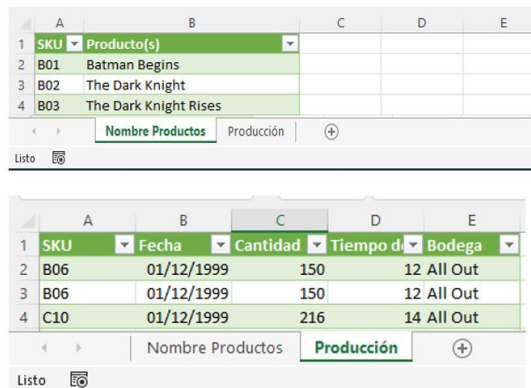 A B C D E
1 SKU Producto(s)
2 B01 Batman Begins
3 B02 The Dark Knight
4 B03 The Dark Knight Rises
Nombre Productos Producción
Listo
A B C D E
1 SKU Fecha Cantidad Tiempo d Bodega
2 B06 01/12/1999 150 12 All Out
3 B06 01/12/1999 150 12 All Out
4 C10 01/12/1999 216 14 All Out
Nombre Productos Producción
Listo